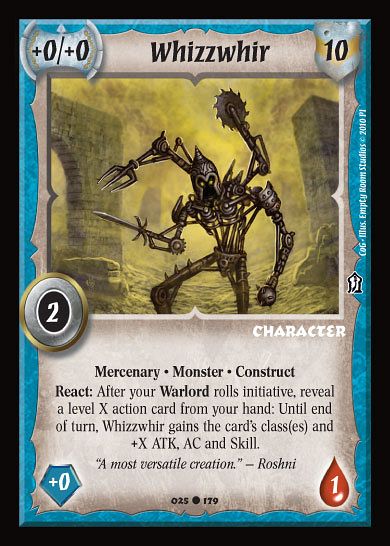 +0/+0
Whizzwhir
10
CoG • Illus. Empty Room Studios © 2010 P1
2
CHARACTER
Mercenary • Monster • Construct
React: After your Warlord rolls initiative, reveal
a level X action card from your hand: Until end
of turn, Whizzwhir gains the card's class(es) and
+X ATK, AC and Skill.
"A most versatile creation." – Roshni
+0
025 ● 179
1